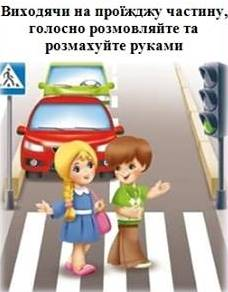 Виходячи на проїжджу частину,
голосно розмовляйте та
розмахуйте руками